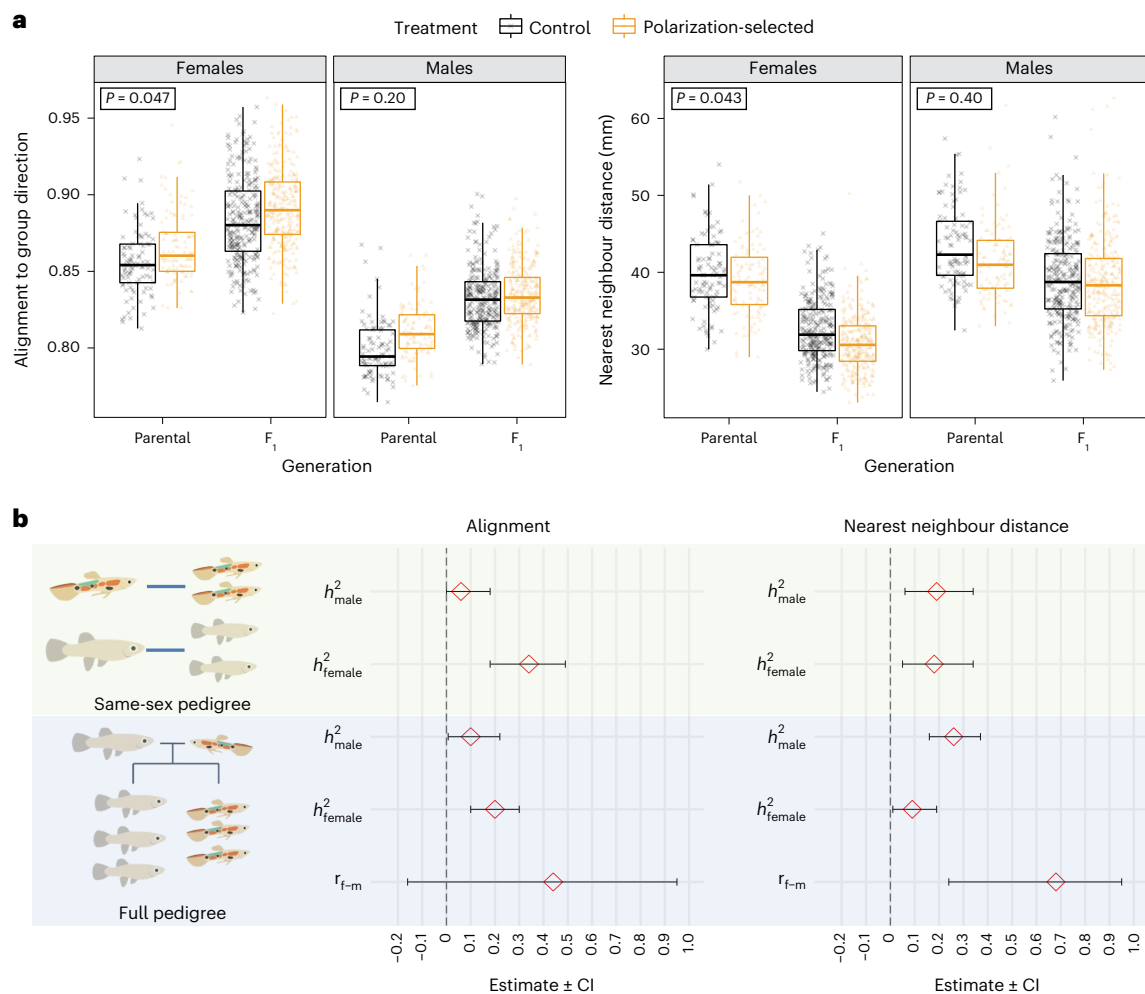 a
Treatment Control Polarization-selected
Females Males Females Males
P = 0.047 P = 0.20 P = 0.043 P = 0.40
Alignment to group direction
0.95
0.90
0.85
0.80
Nearest neighbour distance (mm)
60
50
40
30
Parental F1 Parental F1 Parental F1 Parental F1
Generation Generation
b
Alignment Nearest neighbour distance
h²male h²male
h²female h²female
Same-sex pedigree
h²male h²male
h²female h²female
rf–m rf–m
Full pedigree
–0.2 –0.1 0 0.1 0.2 0.3 0.4 0.5 0.6 0.7 0.8 0.9 1.0 –0.2 –0.1 0 0.1 0.2 0.3 0.4 0.5 0.6 0.7 0.8 0.9 1.0
Estimate ± CI Estimate ± CI